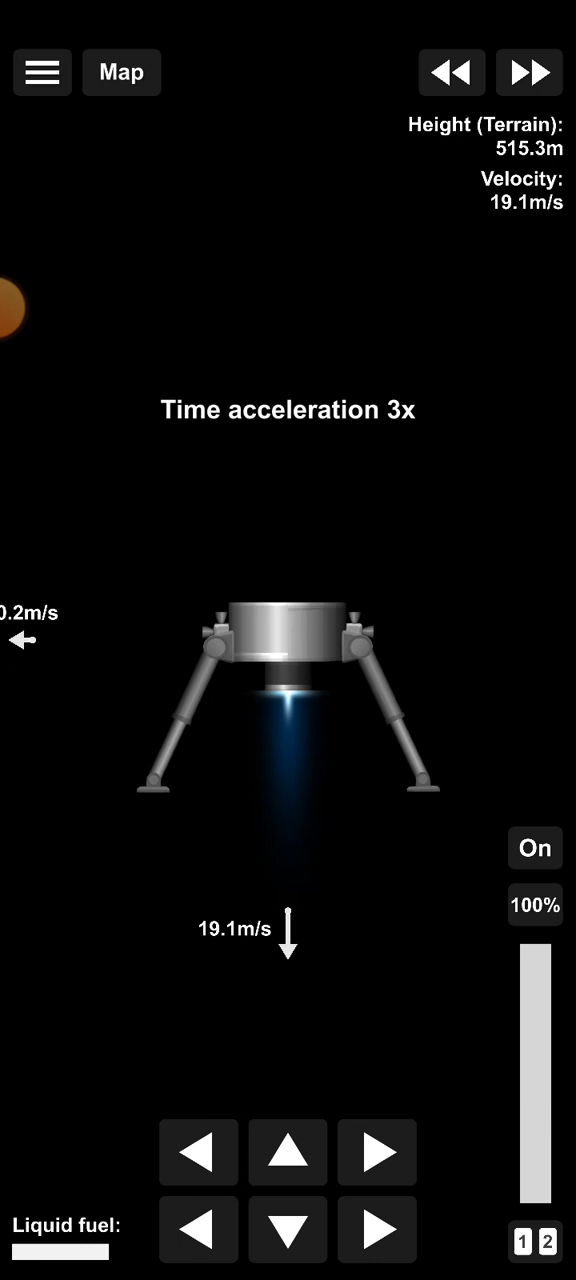 Map
Height (Terrain):
515.3m
Velocity:
19.1m/s
Time acceleration 3x
0.2m/s
19.1m/s
On
100%
Liquid fuel:
1 2